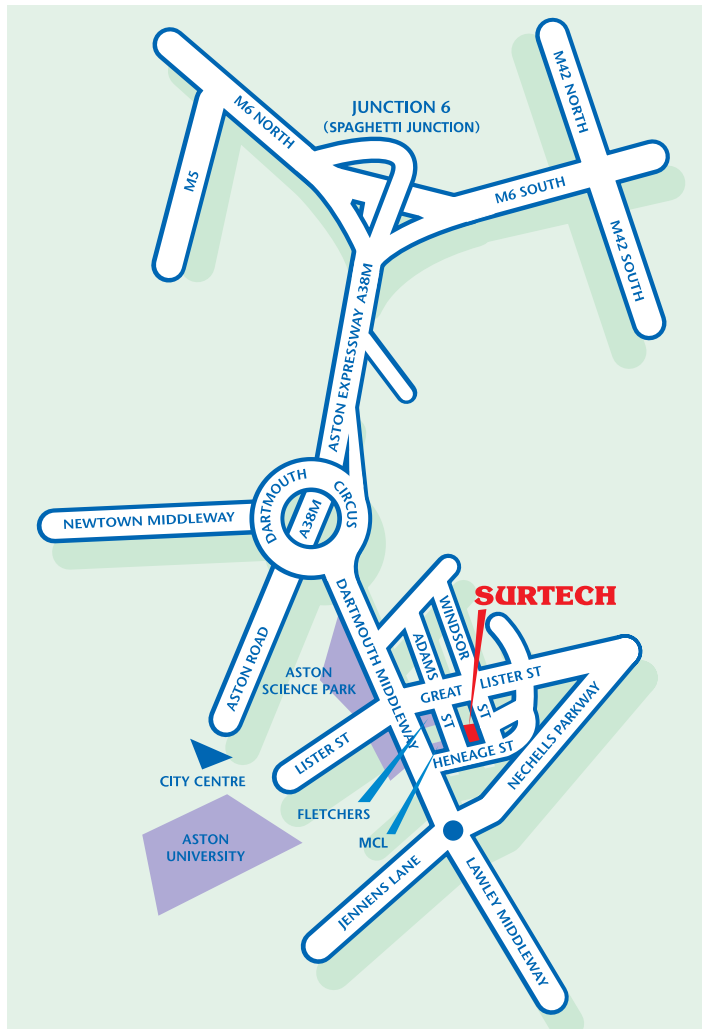 JUNCTION 6
(SPAGHETTI JUNCTION)
M6 NORTH
M5
M42 NORTH
M6 SOUTH
M42 SOUTH
ASTON EXPRESSWAY A38M
DARTMOUTH
CIRCUS
A38M
NEWTOWN MIDDLEWAY
ASTON ROAD
DARTMOUTH MIDDLEWAY
SURTECH
WINDSOR
ST
ADAMS
ST
GREAT
LISTER ST
ASTON
SCIENCE PARK
LISTER ST
HENEAGE ST
NECHELLS PARKWAY
CITY CENTRE
FLETCHERS
MCL
ASTON
UNIVERSITY
JENNENS LANE
LAWLEY MIDDLEWAY